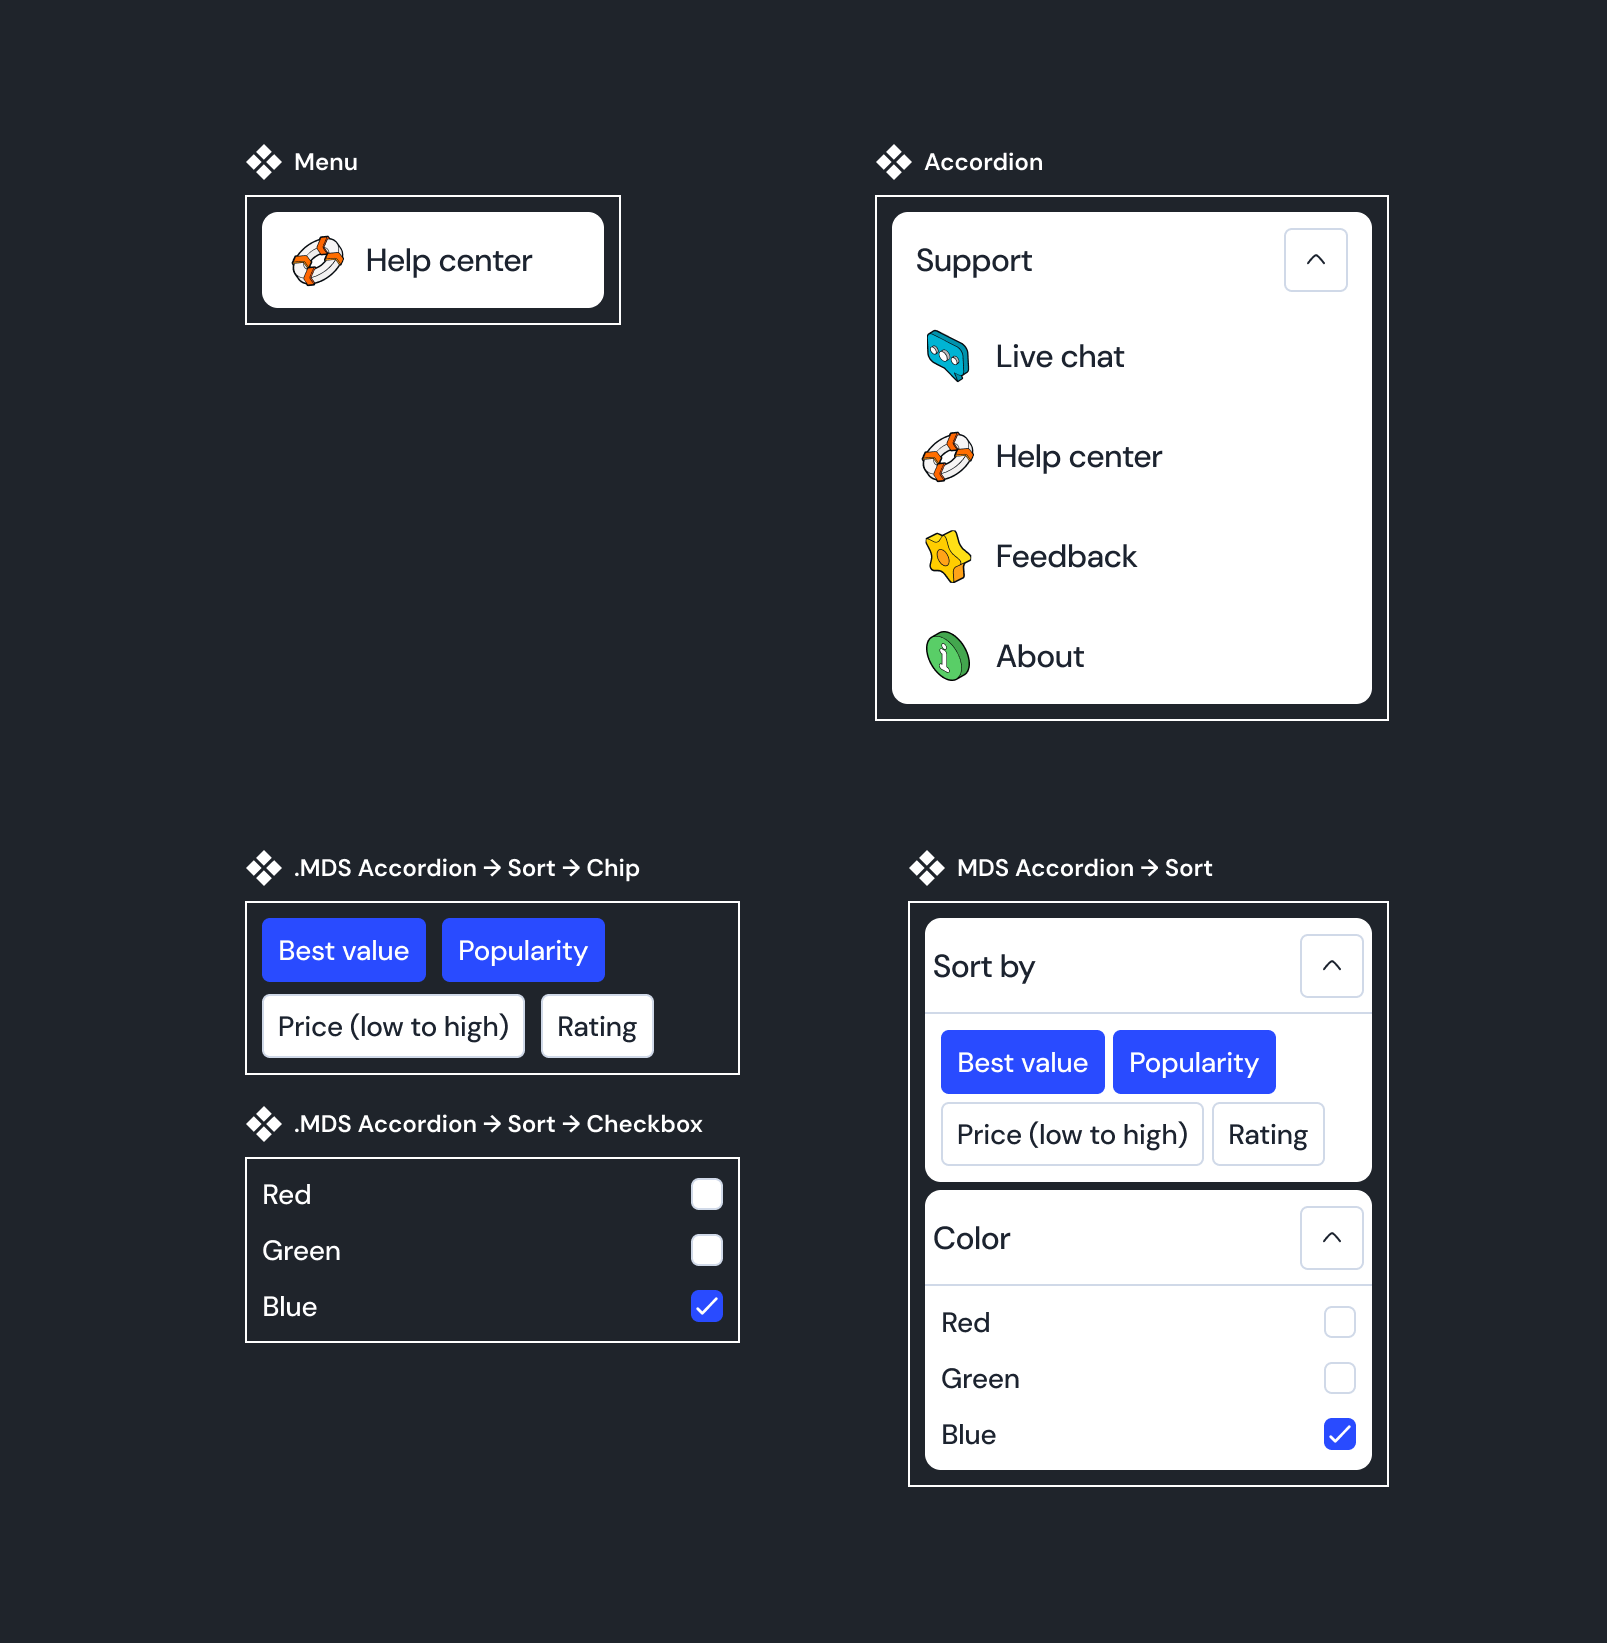 Menu
Help center
Accordion
Support
Live chat
Help center
Feedback
About
.MDS Accordion → Sort → Chip
Best value
Popularity
Price (low to high)
Rating
.MDS Accordion → Sort → Checkbox
Red
Green
Blue
MDS Accordion → Sort
Sort by
Best value
Popularity
Price (low to high)
Rating
Color
Red
Green
Blue